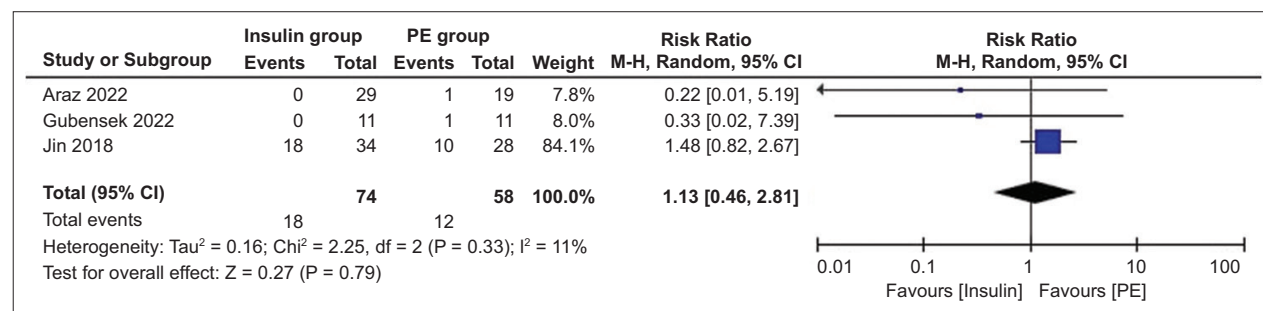 Insulin group PE group Risk Ratio Risk Ratio
Study or Subgroup Events Total Events Total Weight M-H, Random, 95% CI M-H, Random, 95% CI
Araz 2022 0 29 1 19 7.8% 0.22 [0.01, 5.19]
Gubensek 2022 0 11 1 11 8.0% 0.33 [0.02, 7.39]
Jin 2018 18 34 10 28 84.1% 1.48 [0.82, 2.67]
Total (95% CI) 74 58 100.0% 1.13 [0.46, 2.81]
Total events 18 12
Heterogeneity: Tau² = 0.16; Chi² = 2.25, df = 2 (P = 0.33); I² = 11%
Test for overall effect: Z = 0.27 (P = 0.79)
0.01 0.1 1 10 100
Favours [Insulin] Favours [PE]